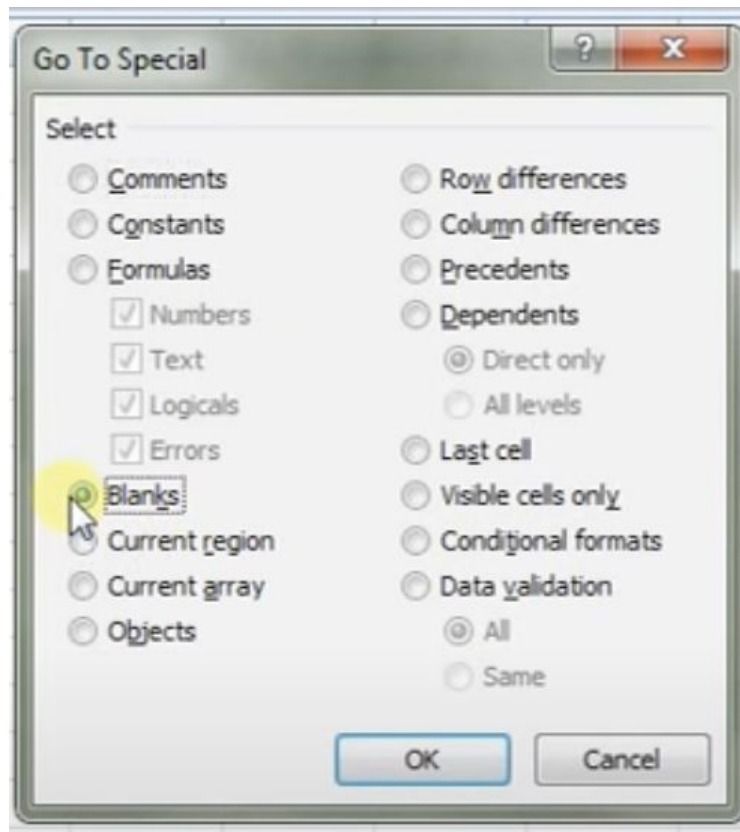 Go To Special
Select
Comments
Constants
Formulas
Numbers
Text
Logicals
Errors
Blanks
Current region
Current array
Objects
Row differences
Column differences
Precedents
Dependents
Direct only
All levels
Last cell
Visible cells only
Conditional formats
Data validation
All
Same
OK
Cancel